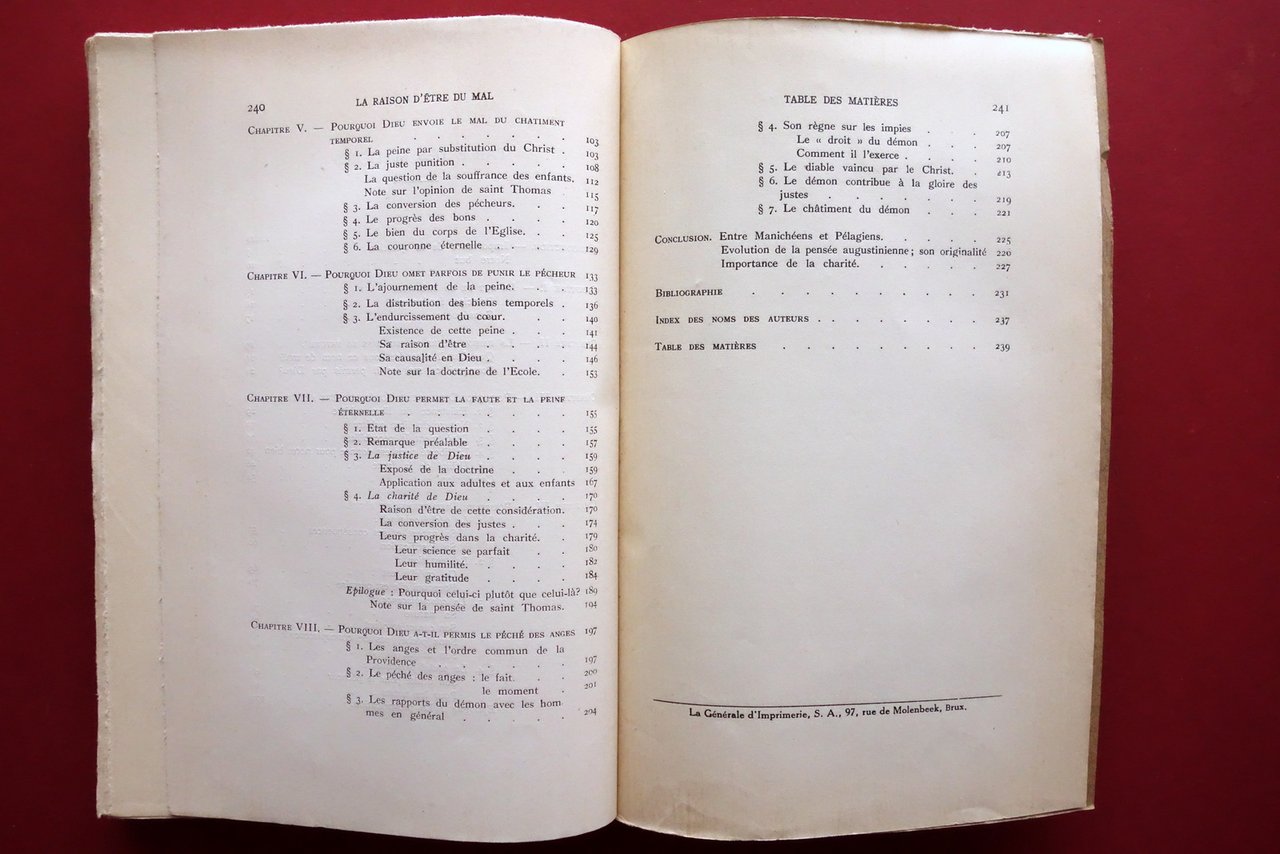 240 LA RAISON D'ÊTRE DU MAL
CHAPITRE V. — POURQUOI DIEU ENVOIE LE MAL DU CHATIMENT
TEMPOREL . . . . . . . 103
§ 1. La peine par substitution du Christ . 103
§ 2. La juste punition . . . . . 108
La question de la souffrance des enfants. 112
Note sur l'opinion de saint Thomas . 115
§ 3. La conversion des pécheurs. . . 117
§ 4. Le progrès des bons . . . . 120
§ 5. Le bien du corps de l'Eglise. . . 125
§ 6. La couronne éternelle . . . . 129
CHAPITRE VI. — POURQUOI DIEU OMET PARFOIS DE PUNIR LE PÉCHEUR 133
§ 1. L'ajournement de la peine. . . 133
§ 2. La distribution des biens temporels . 136
§ 3. L'endurcissement du cœur. . . 140
Existence de cette peine . . . 141
Sa raison d'être . . . . 144
Sa causalité en Dieu . . . . 146
Note sur la doctrine de l'Ecole. . 153
CHAPITRE VII. — POURQUOI DIEU PERMET LA FAUTE ET LA PEINE
ÉTERNELLE . . . . . . . 155
§ 1. Etat de la question . . . . 155
§ 2. Remarque préalable . . . . 157
§ 3. La justice de Dieu . . . . 159
Exposé de la doctrine . . . 159
Application aux adultes et aux enfants 167
§ 4. La charité de Dieu . . . . 170
Raison d'être de cette considération. 170
La conversion des justes . . . 174
Leurs progrès dans la charité. . 179
Leur science se parfait . . 180
Leur humilité. . . . 182
Leur gratitude . . . . 184
Epilogue : Pourquoi celui-ci plutôt que celui-là? 189
Note sur la pensée de saint Thomas. 194
CHAPITRE VIII. — POURQUOI DIEU A-T-IL PERMIS LE PÉCHÉ DES ANGES 197
§ 1. Les anges et l'ordre commun de la
Providence . . . . . . 197
§ 2. Le péché des anges : le fait. . . 200
le moment . 201
§ 3. Les rapports du démon avec les hom-
mes en général . . . . . 204
TABLE DES MATIÈRES 241
§ 4. Son règne sur les impies . . . 207
Le « droit » du démon . . . 207
Comment il l'exerce . . . . 210
§ 5. Le diable vaincu par le Christ. . 213
§ 6. Le démon contribue à la gloire des
justes . . . . . . 219
§ 7. Le châtiment du démon . . . 221
CONCLUSION. Entre Manichéens et Pélagiens. . . . . 225
Evolution de la pensée augustinienne; son originalité 226
Importance de la charité. . . . . . 227
BIBLIOGRAPHIE . . . . . . . . . . 231
INDEX DES NOMS DES AUTEURS . . . . . . . 237
TABLE DES MATIÈRES . . . . . . . . 239
La Générale d'Imprimerie, S. A., 97, rue de Molenbeek, Brux.